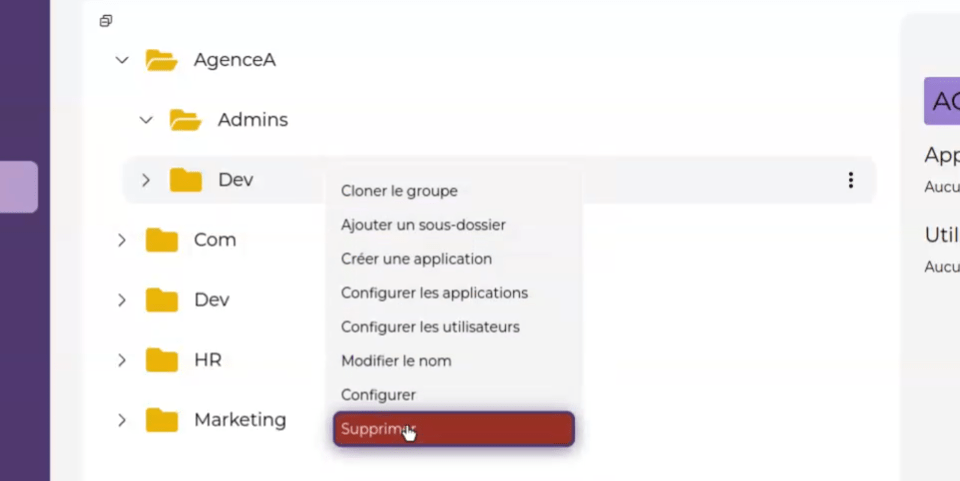 AgenceA
Admins
Dev
Com
Dev
HR
Marketing
Cloner le groupe
Ajouter un sous-dossier
Créer une application
Configurer les applications
Configurer les utilisateurs
Modifier le nom
Configurer
Supprimer
App
Aucu
Util
Aucu